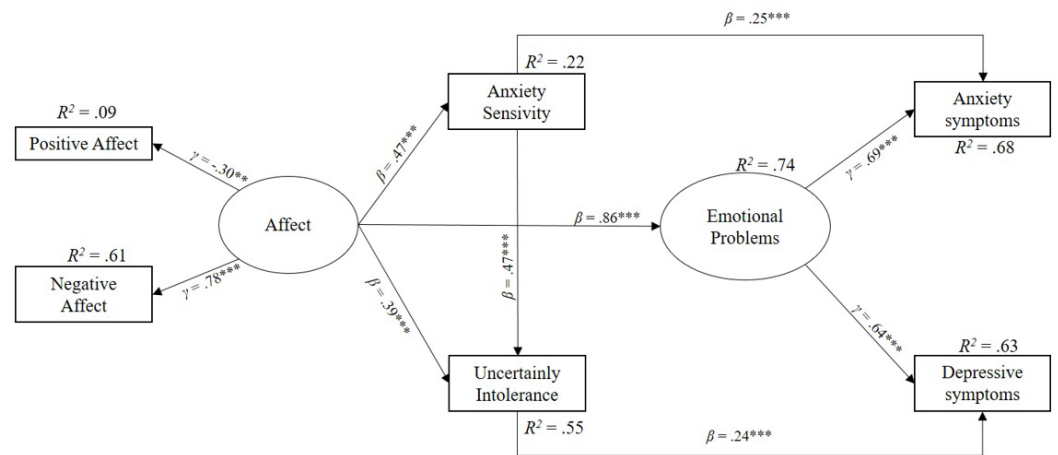 β = .25***
R² = .22
Anxiety
Sensivity
R² = .09
Positive Affect
γ = -.30**
β = .47***
Affect
R² = .61
Negative
Affect
γ = .78***
β = .39***
β = .47***
β = .86***
R² = .74
Emotional
Problems
γ = .69***
Anxiety
symptoms
R² = .68
γ = .64***
R² = .63
Depressive
symptoms
Uncertainly
Intolerance
R² = .55
β = .24***